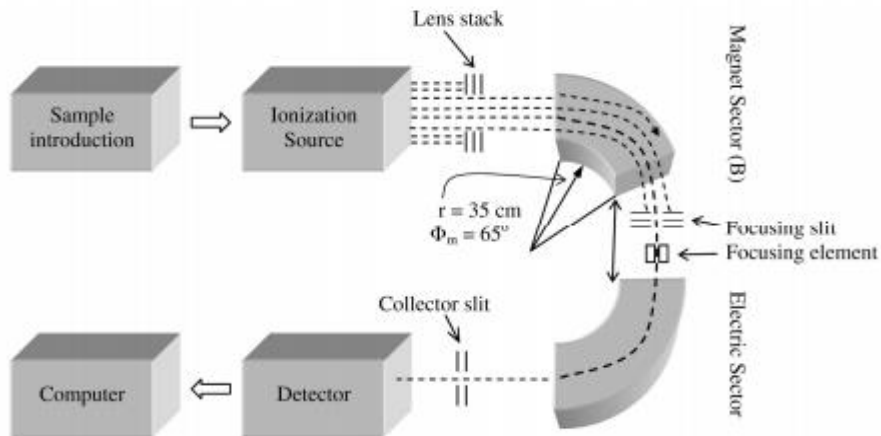 Lens stack
Sample
introduction
Ionization
Source
Magnet Sector (B)
r = 35 cm
Φm = 65º
Focusing slit
Focusing element
Electric Sector
Collector slit
Computer
Detector